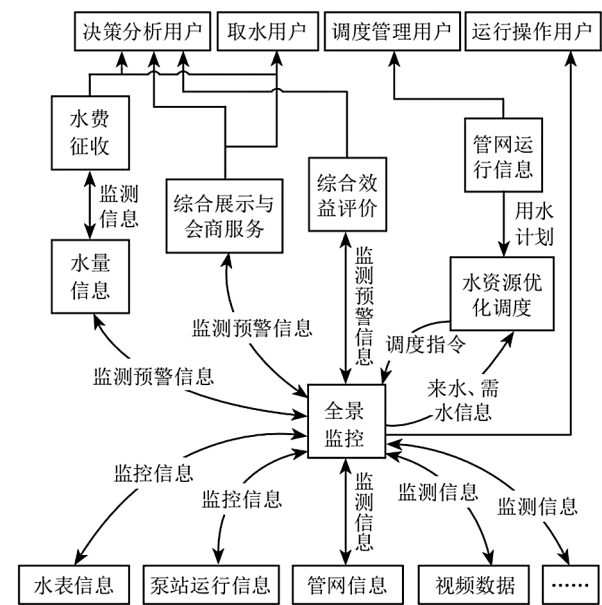 决策分析用户
取水用户
调度管理用户
运行操作用户
水费
征收
管网运
行信息
监测
信息
综合展示与
会商服务
综合效
益评价
用水
计划
水量
信息
监测预警信息
水资源优
化调度
监测预警信息
调度指令
监测预警信息
来水、需
水信息
全景
监控
监控信息
监控信息
监测信息
监测信息
监测信息
水表信息
泵站运行信息
管网信息
视频数据
……